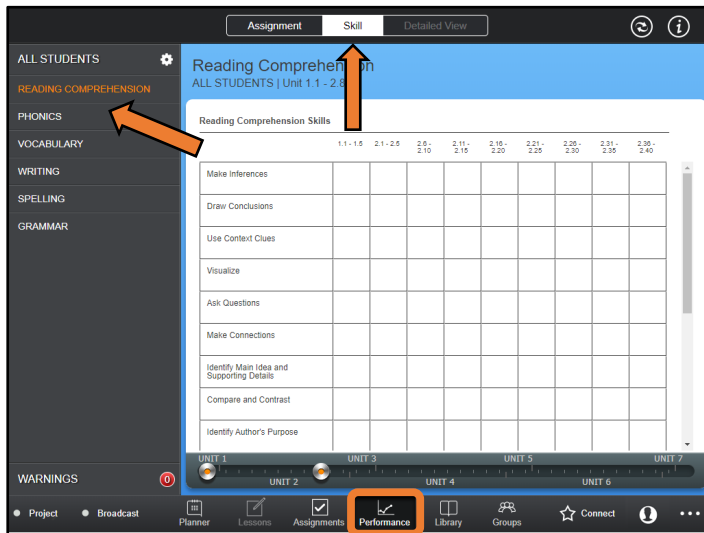 Assignment Skill Detailed View
ALL STUDENTS
READING COMPREHENSION
PHONICS
VOCABULARY
WRITING
SPELLING
GRAMMAR
WARNINGS 0
Reading Comprehension
ALL STUDENTS | Unit 1.1 - 2.8
Reading Comprehension Skills
1.1 - 1.5 2.1 - 2.5 2.6 - 2.11 - 2.16 - 2.21 - 2.26 - 2.31 - 2.36 -
2.10 2.15 2.20 2.25 2.30 2.35 2.40
Make Inferences
Draw Conclusions
Use Context Clues
Visualize
Ask Questions
Make Connections
Identify Main Idea and
Supporting Details
Compare and Contrast
Identify Author's Purpose
UNIT 1 UNIT 3 UNIT 5 UNIT 7
UNIT 2 UNIT 4 UNIT 6
Project Broadcast Planner Lessons Assignments Performance Library Groups Connect